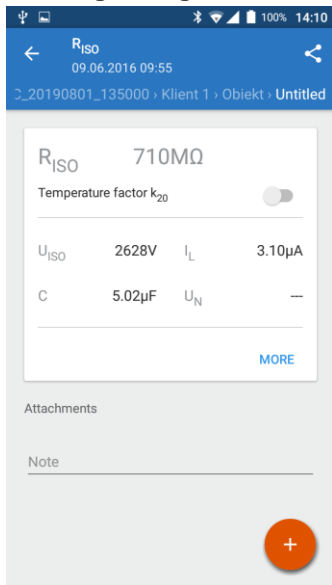 100% 14:10
RISO
09.06.2016 09:55
C_20190801_135000 › Klient 1 › Obiekt › Untitled
RISO 710MΩ
Temperature factor k20
UISO 2628V IL 3.10µA
C 5.02µF UN ---
MORE
Attachments
Note
+